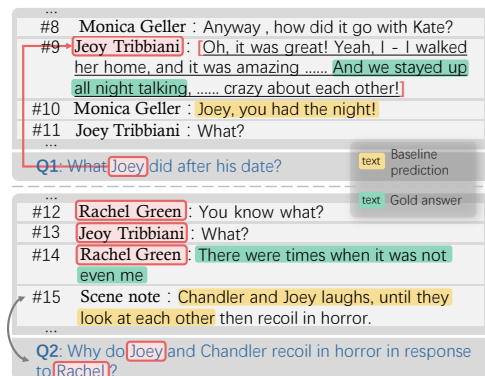 ...
#8 Monica Geller : Anyway , how did it go with Kate?
#9 Jeoy Tribbiani : [Oh, it was great! Yeah, I - I walked
her home, and it was amazing ...... And we stayed up
all night talking, ...... crazy about each other!]
#10 Monica Geller : Joey, you had the night!
#11 Joey Tribbiani : What?
...
Q1: What Joey did after his date?
text Baseline
prediction
text Gold answer
#12 Rachel Green : You know what?
#13 Jeoy Tribbiani : What?
#14 Rachel Green : There were times when it was not
even me
#15 Scene note : Chandler and Joey laughs, until they
look at each other then recoil in horror.
...
Q2: Why do Joey and Chandler recoil in horror in response
to Rachel ?